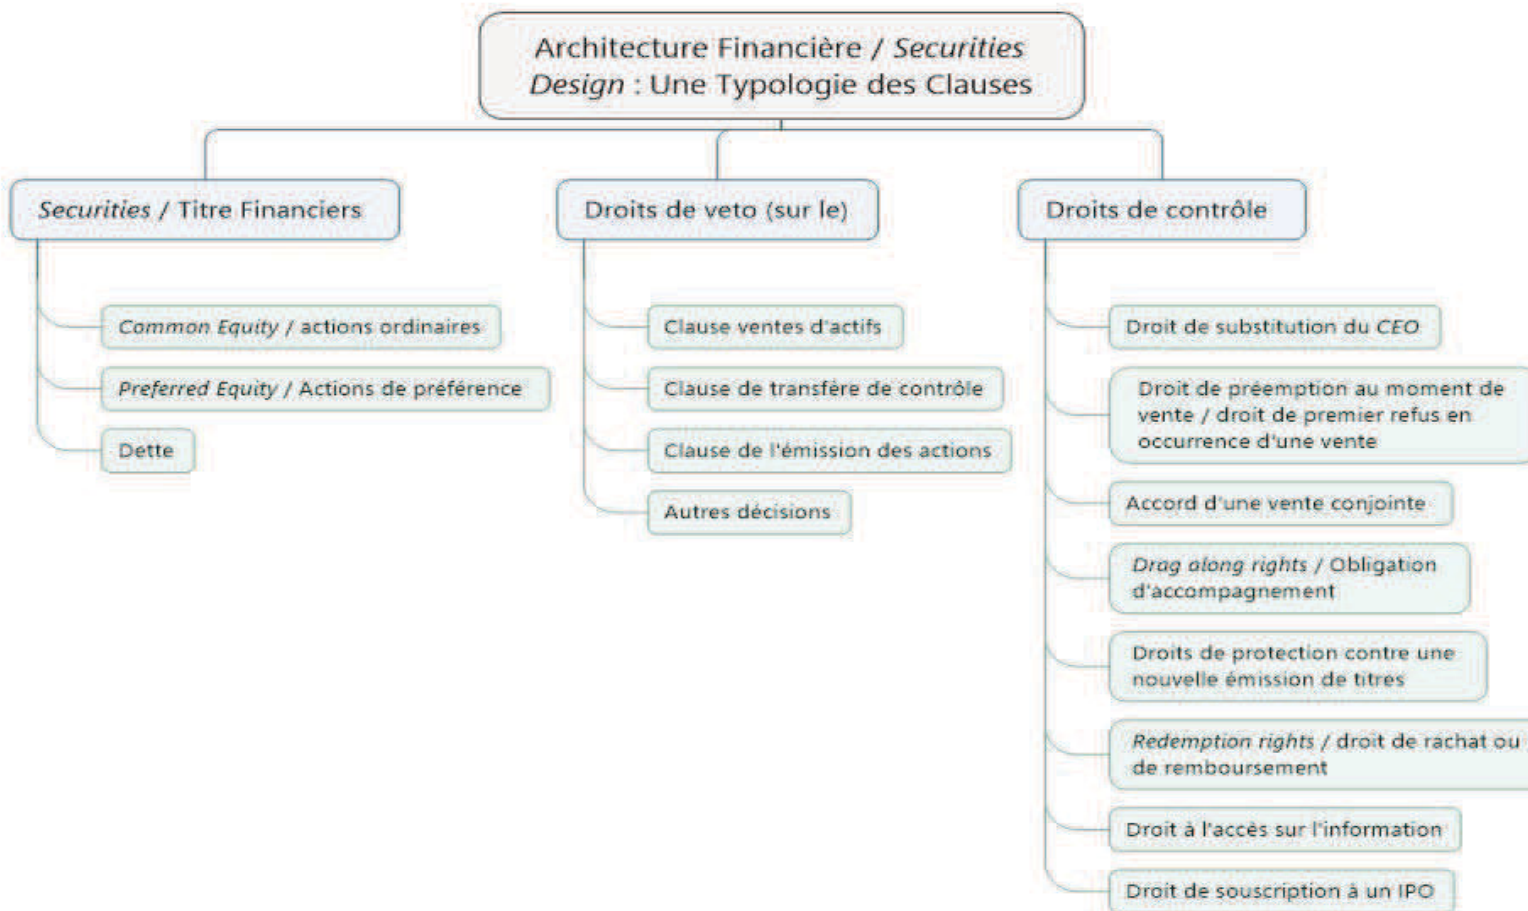 Architecture Financière / Securities
Design : Une Typologie des Clauses
Securities / Titre Financiers
Common Equity / actions ordinaires
Preferred Equity / Actions de préférence
Dette
Droits de veto (sur le)
Clause ventes d'actifs
Clause de transfère de contrôle
Clause de l'émission des actions
Autres décisions
Droits de contrôle
Droit de substitution du CEO
Droit de préemption au moment de
vente / droit de premier refus en
occurrence d'une vente
Accord d'une vente conjointe
Drag along rights / Obligation
d'accompagnement
Droits de protection contre une
nouvelle émission de titres
Redemption rights / droit de rachat ou
de remboursement
Droit à l'accès sur l'information
Droit de souscription à un IPO